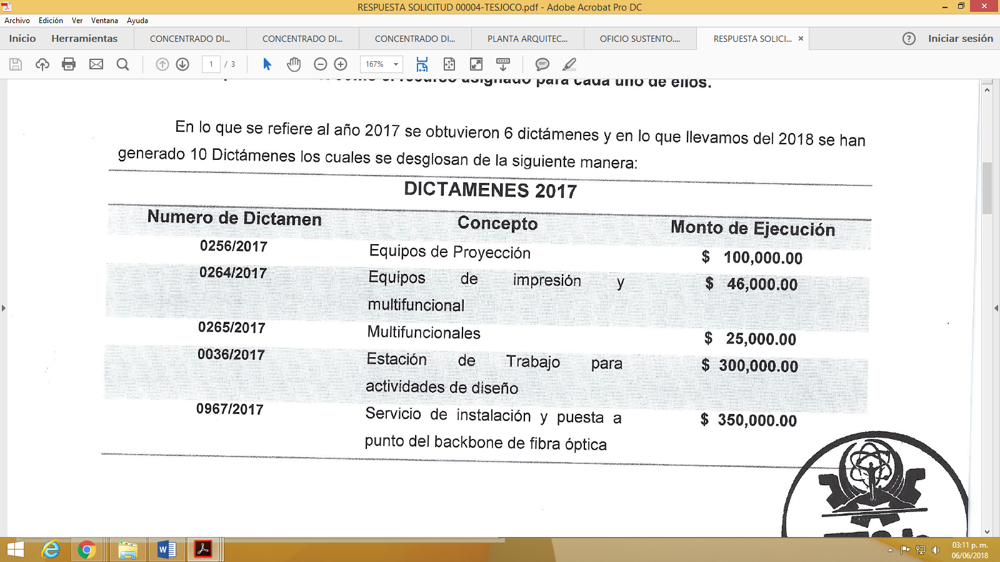 RESPUESTA SOLICITUD 00004-TESJOCO.pdf - Adobe Acrobat Pro DC
Archivo Edición Ver Ventana Ayuda
Inicio Herramientas CONCENTRADO DI... CONCENTRADO DI... CONCENTRADO DI... PLANTA ARQUITEC... OFICIO SUSTENTO.... RESPUESTA SOLICI... × Iniciar sesión
1 / 3 167%
asignado para cada uno de ellos.
En lo que se refiere al año 2017 se obtuvieron 6 dictámenes y en lo que llevamos del 2018 se han
generado 10 Dictámenes los cuales se desglosan de la siguiente manera:
DICTAMENES 2017
Numero de Dictamen Concepto Monto de Ejecución
0256/2017 Equipos de Proyección $ 100,000.00
0264/2017 Equipos de impresión y $ 46,000.00
multifuncional
0265/2017 Multifuncionales $ 25,000.00
0036/2017 Estación de Trabajo para $ 300,000.00
actividades de diseño
0967/2017 Servicio de instalación y puesta a $ 350,000.00
punto del backbone de fibra óptica
03:11 p. m.
06/06/2018